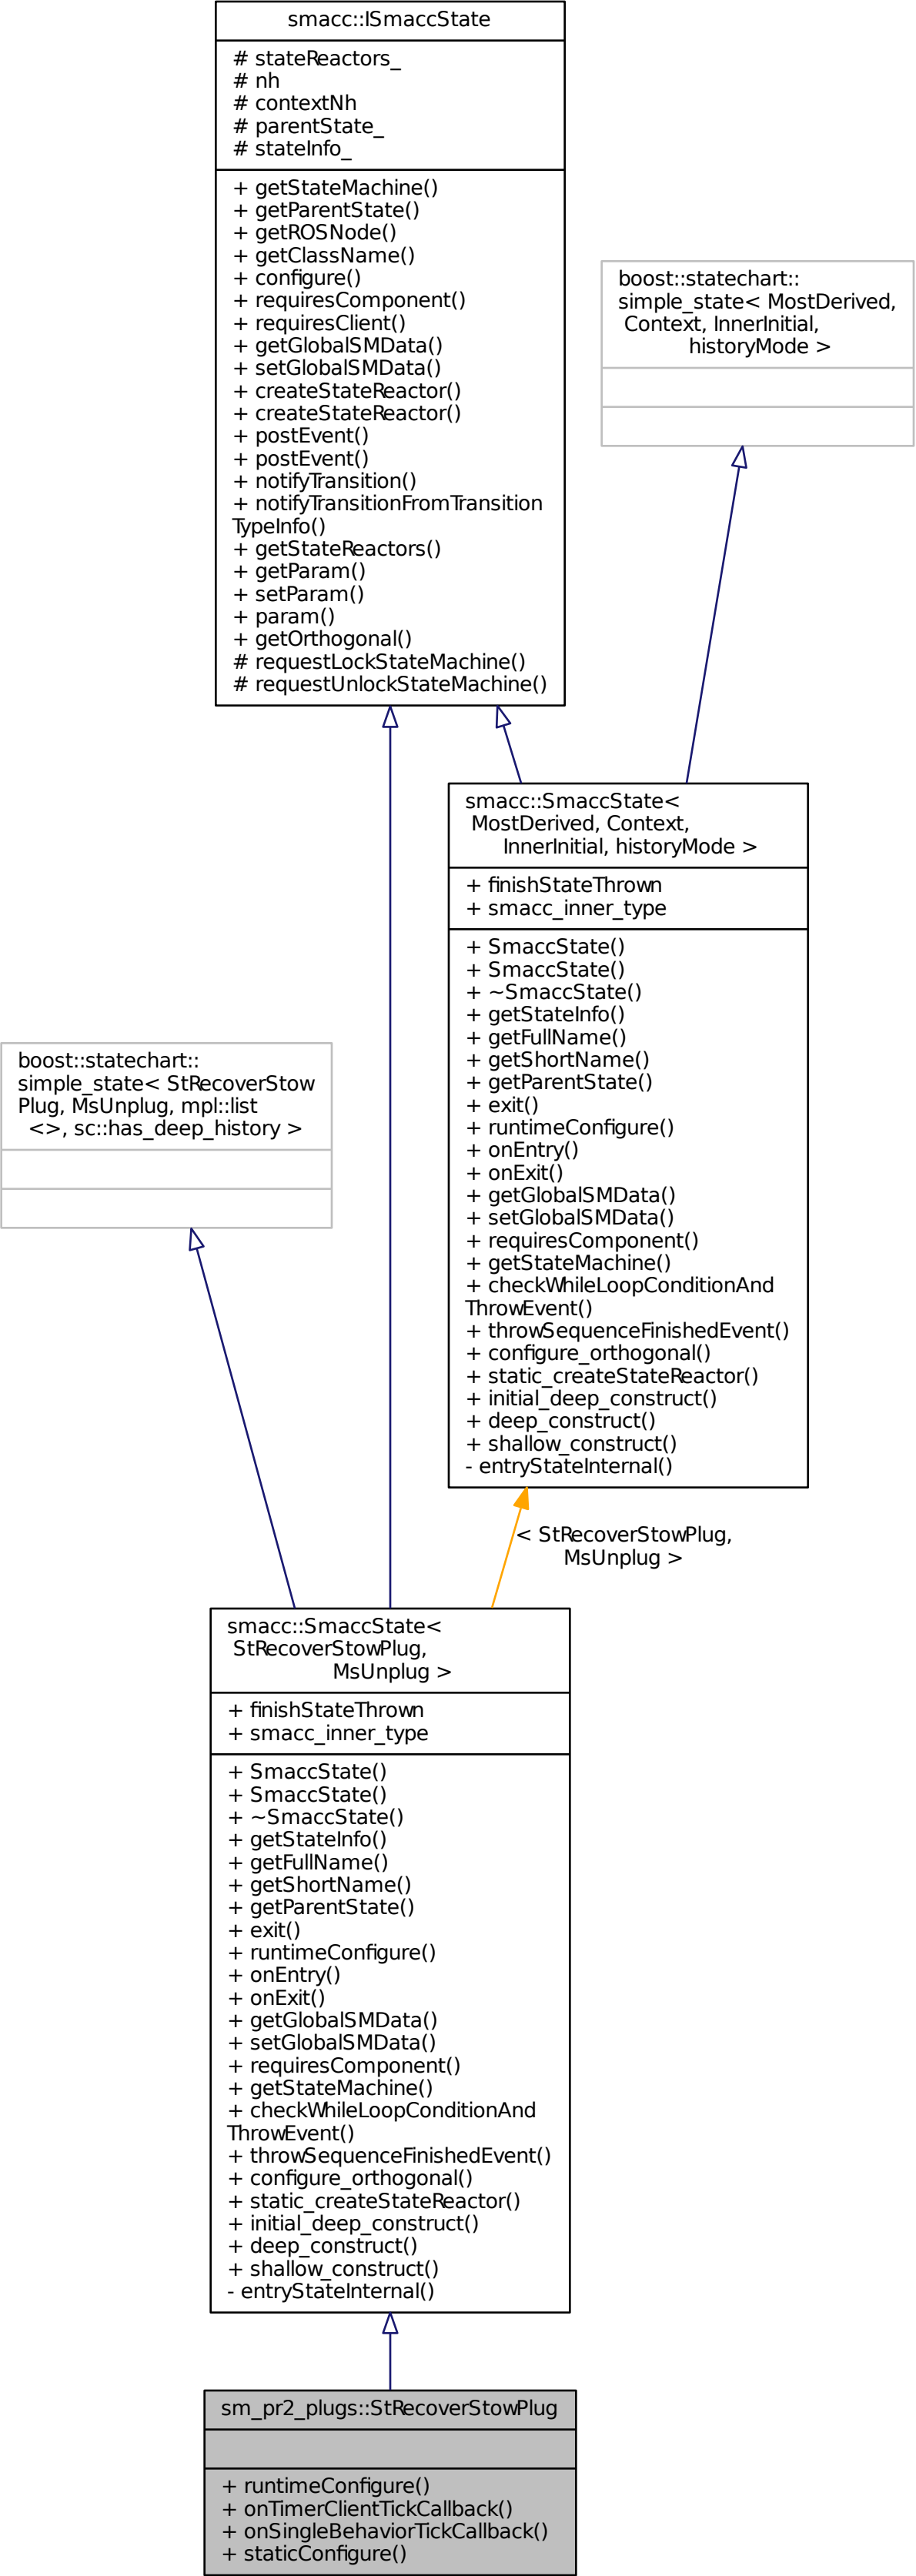 smacc::ISmaccState
# stateReactors_
# nh
# contextNh
# parentState_
# stateInfo_
+ getStateMachine()
+ getParentState()
+ getROSNode()
+ getClassName()
+ configure()
+ requiresComponent()
+ requiresClient()
+ getGlobalSMData()
+ setGlobalSMData()
+ createStateReactor()
+ createStateReactor()
+ postEvent()
+ postEvent()
+ notifyTransition()
+ notifyTransitionFromTransition
TypeInfo()
+ getStateReactors()
+ getParam()
+ setParam()
+ param()
+ getOrthogonal()
# requestLockStateMachine()
# requestUnlockStateMachine()
boost::statechart::
simple_state< MostDerived,
Context, InnerInitial,
historyMode >
smacc::SmaccState<
MostDerived, Context,
InnerInitial, historyMode >
+ finishStateThrown
+ smacc_inner_type
+ SmaccState()
+ SmaccState()
+ ~SmaccState()
+ getStateInfo()
+ getFullName()
+ getShortName()
+ getParentState()
+ exit()
+ runtimeConfigure()
+ onEntry()
+ onExit()
+ getGlobalSMData()
+ setGlobalSMData()
+ requiresComponent()
+ getStateMachine()
+ checkWhileLoopConditionAnd
ThrowEvent()
+ throwSequenceFinishedEvent()
+ configure_orthogonal()
+ static_createStateReactor()
+ initial_deep_construct()
+ deep_construct()
+ shallow_construct()
- entryStateInternal()
boost::statechart::
simple_state< StRecoverStow
Plug, MsUnplug, mpl::list
<>, sc::has_deep_history >
< StRecoverStowPlug,
MsUnplug >
smacc::SmaccState<
StRecoverStowPlug,
MsUnplug >
+ finishStateThrown
+ smacc_inner_type
+ SmaccState()
+ SmaccState()
+ ~SmaccState()
+ getStateInfo()
+ getFullName()
+ getShortName()
+ getParentState()
+ exit()
+ runtimeConfigure()
+ onEntry()
+ onExit()
+ getGlobalSMData()
+ setGlobalSMData()
+ requiresComponent()
+ getStateMachine()
+ checkWhileLoopConditionAnd
ThrowEvent()
+ throwSequenceFinishedEvent()
+ configure_orthogonal()
+ static_createStateReactor()
+ initial_deep_construct()
+ deep_construct()
+ shallow_construct()
- entryStateInternal()
sm_pr2_plugs::StRecoverStowPlug
+ runtimeConfigure()
+ onTimerClientTickCallback()
+ onSingleBehaviorTickCallback()
+ staticConfigure()